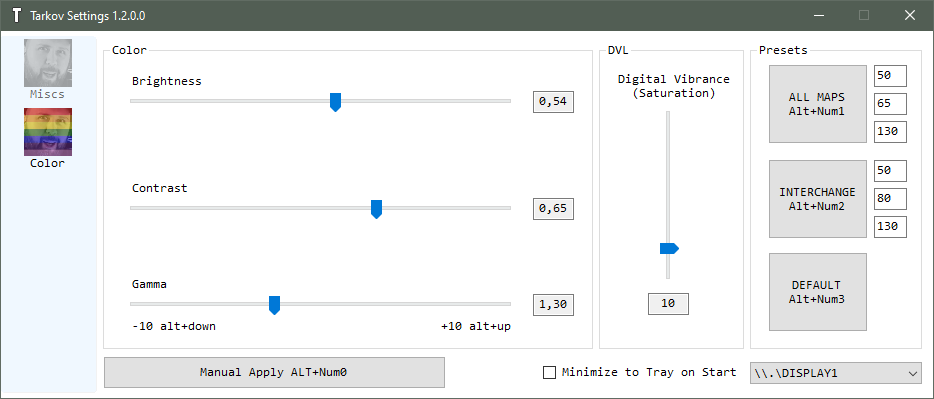 Tarkov Settings 1.2.0.0
Miscs
Color
Color
Brightness
0,54
Contrast
0,65
Gamma
1,30
-10 alt+down
+10 alt+up
DVL
Digital Vibrance
(Saturation)
10
Presets
ALL MAPS
Alt+Num1
50
65
130
INTERCHANGE
Alt+Num2
50
80
130
DEFAULT
Alt+Num3
Manual Apply ALT+Num0
Minimize to Tray on Start
\\.\DISPLAY1